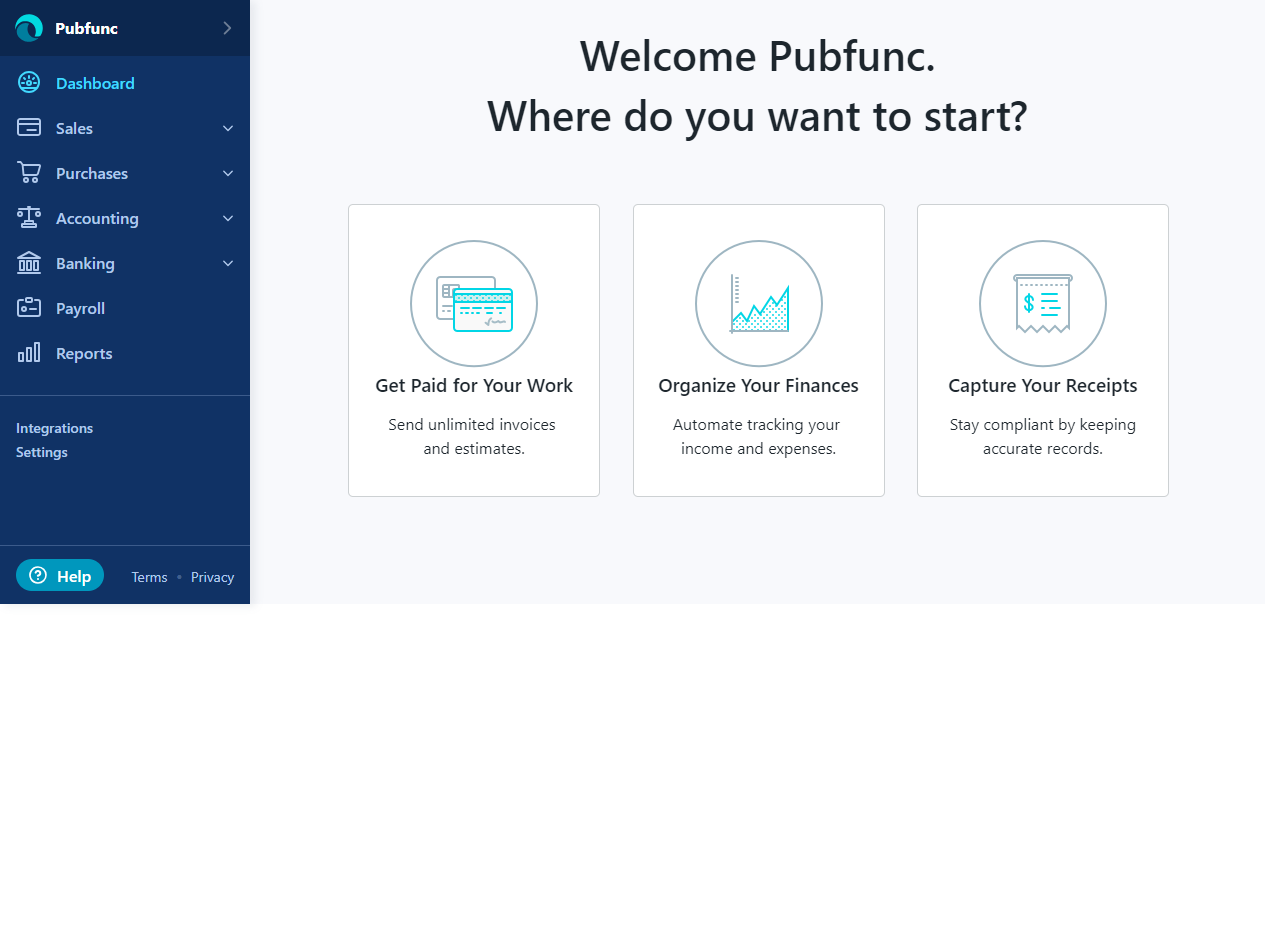 Pubfunc
Dashboard
Sales
Purchases
Accounting
Banking
Payroll
Reports
Integrations
Settings
Help
Terms • Privacy
Welcome Pubfunc.
Where do you want to start?
Get Paid for Your Work
Send unlimited invoices
and estimates.
Organize Your Finances
Automate tracking your
income and expenses.
$
Capture Your Receipts
Stay compliant by keeping
accurate records.